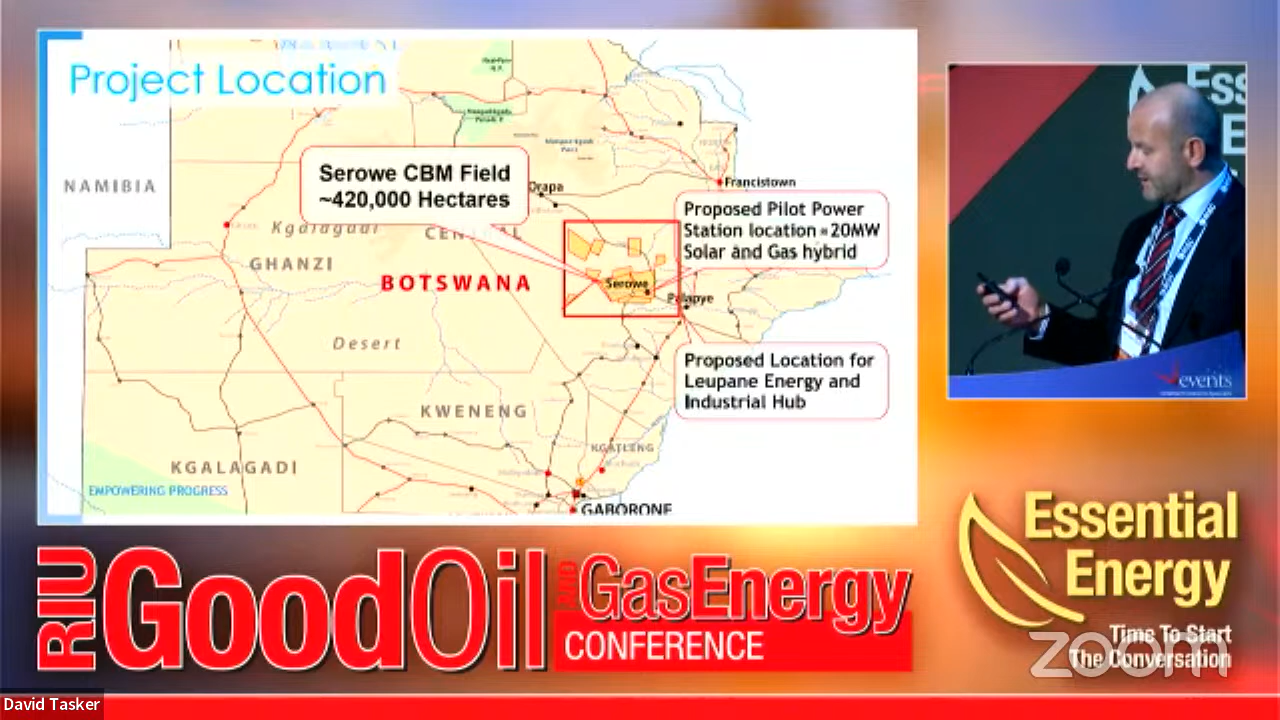 Project Location
NAMIBIA
Serowe CBM Field
~420,000 Hectares
Orapa
Francistown
Kgalagadi
CENTRAL
Proposed Pilot Power
Station location = 20MW
Solar and Gas hybrid
GHANZI
BOTSWANA
Serowe
Palapye
Desert
Proposed Location for
Leupane Energy and
Industrial Hub
KWENENG
KGATLENG
KGALAGADI
EMPOWERING PROGRESS
GABORONE
Ess
E
events
RIU
GoodOil
AND
GasEnergy
CONFERENCE
Essential
Energy
Time To Start
The Conversation
zoom
David Tasker